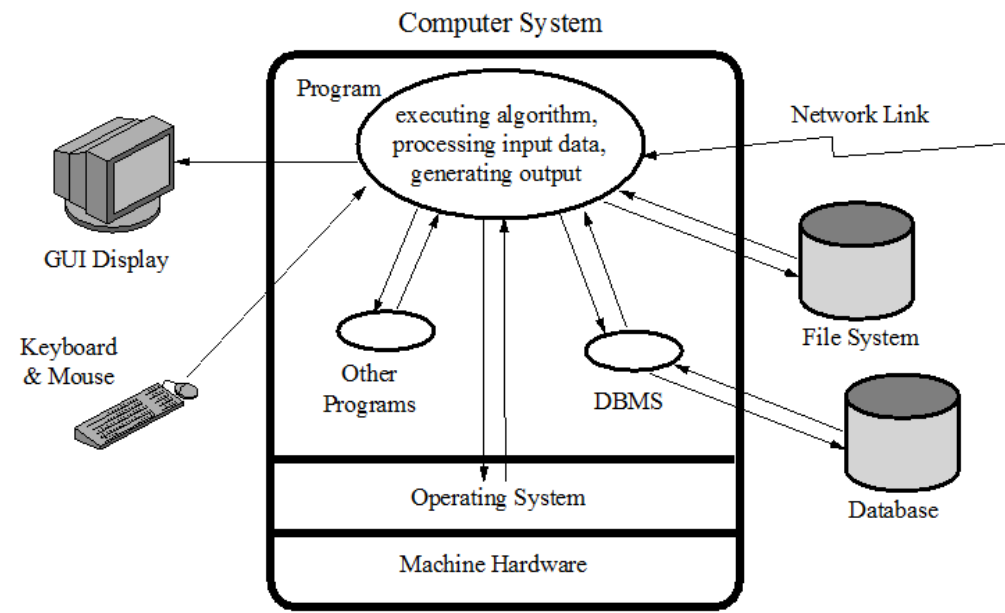 Computer System
Program
executing algorithm,
processing input data,
generating output
Network Link
GUI Display
File System
Keyboard
& Mouse
Other
Programs
DBMS
Operating System
Database
Machine Hardware